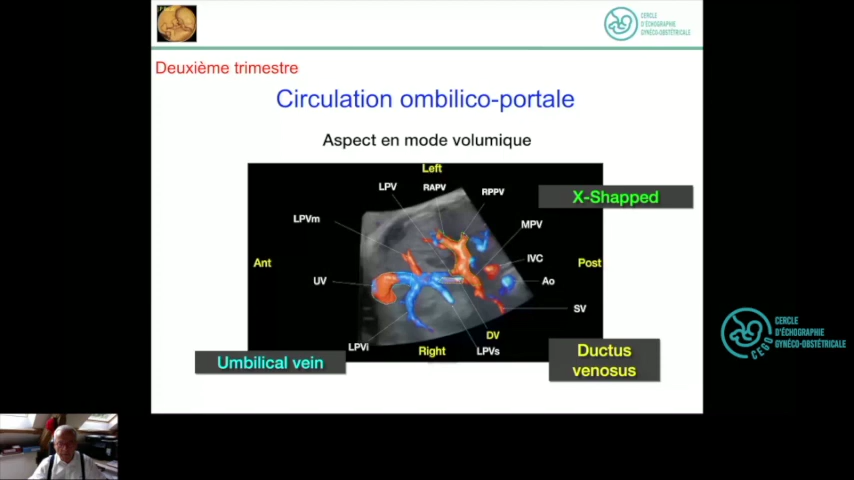 CERCLE
D'ÉCHOGRAPHIE
GYNÉCO-OBSTÉTRICALE
Deuxième trimestre
Circulation ombilico-portale
Aspect en mode volumique
Left
LPV
RAPV
RPPV
X-Shapped
LPVm
MPV
Ant
IVC
Post
UV
Ao
SV
LPVi
Right
DV
LPVs
Umbilical vein
Ductus
venosus
CERCLE
D'ÉCHOGRAPHIE
GYNÉCO-OBSTÉTRICALE
CEGO